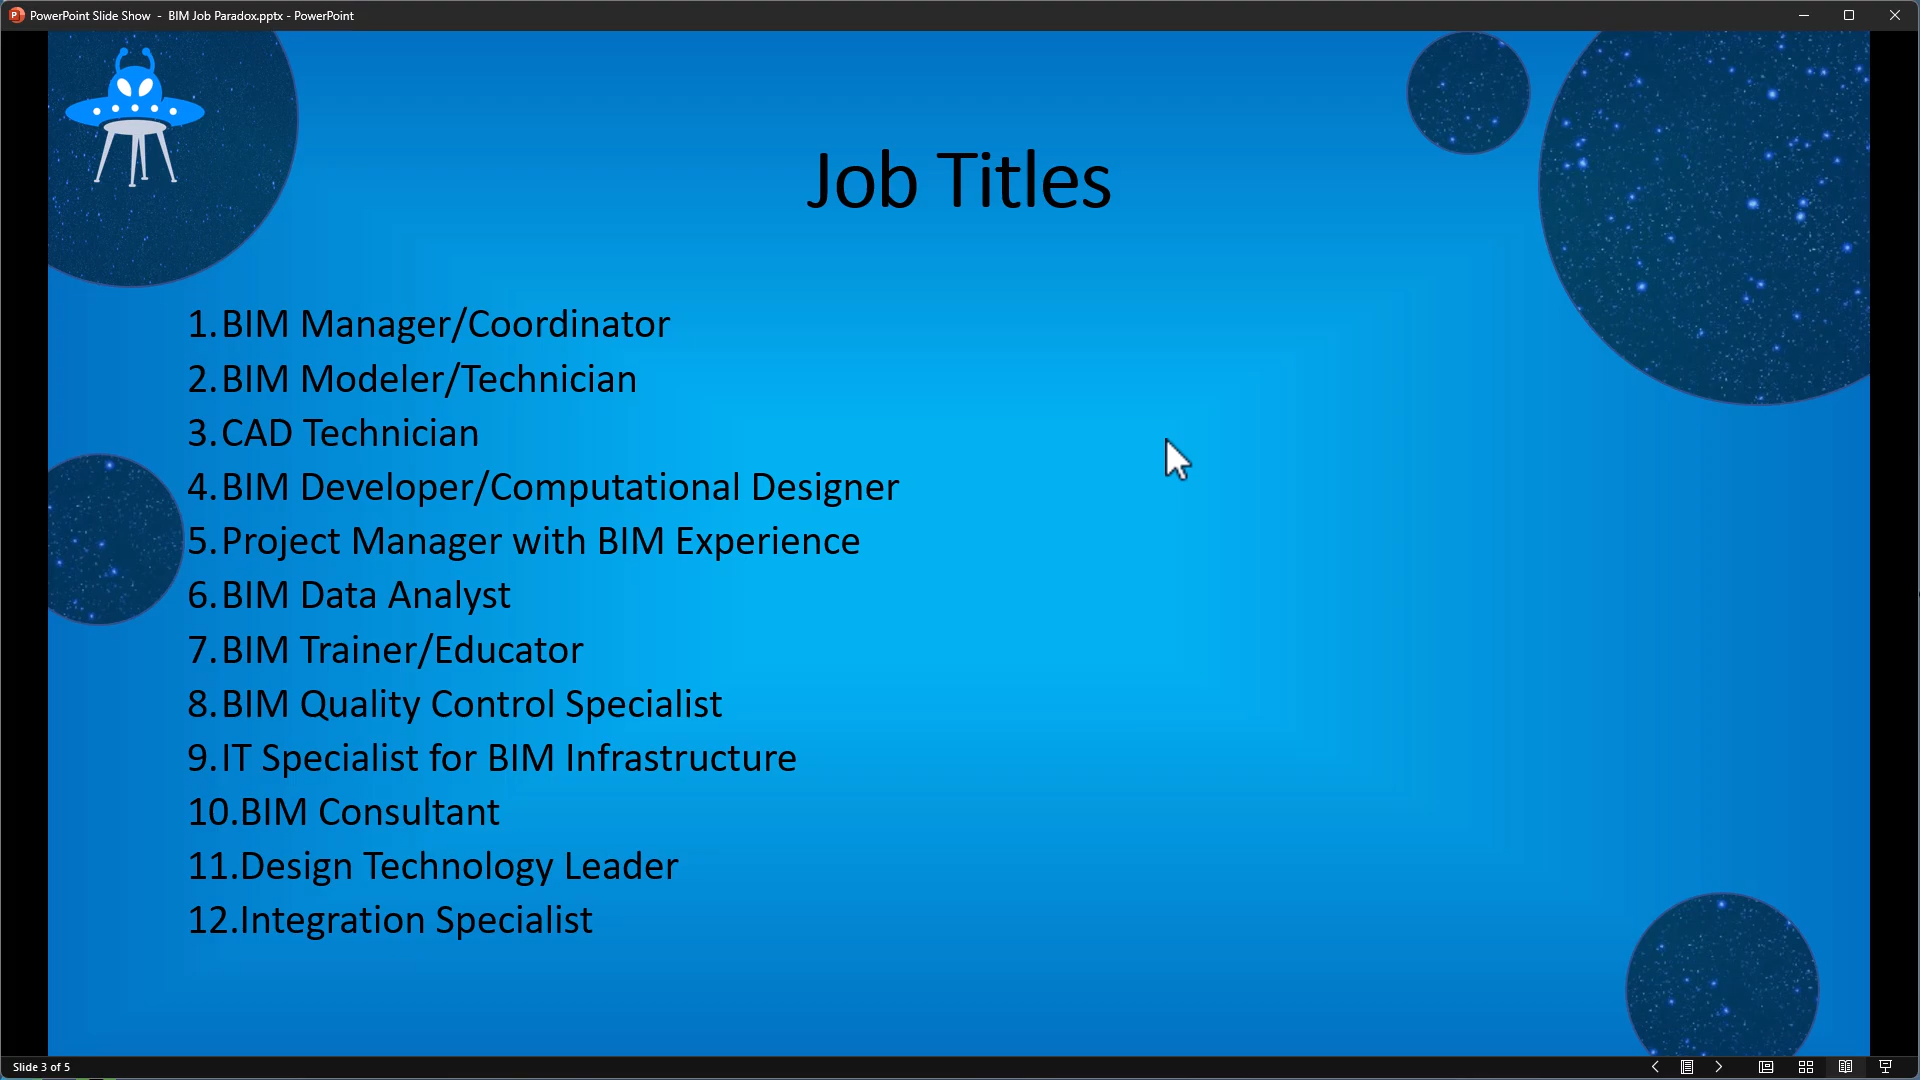 PowerPoint Slide Show - BIM Job Paradox.pptx - PowerPoint
Job Titles
1.BIM Manager/Coordinator
2.BIM Modeler/Technician
3.CAD Technician
4.BIM Developer/Computational Designer
5.Project Manager with BIM Experience
6.BIM Data Analyst
7.BIM Trainer/Educator
8.BIM Quality Control Specialist
9.IT Specialist for BIM Infrastructure
10.BIM Consultant
11.Design Technology Leader
12.Integration Specialist
Slide 3 of 5